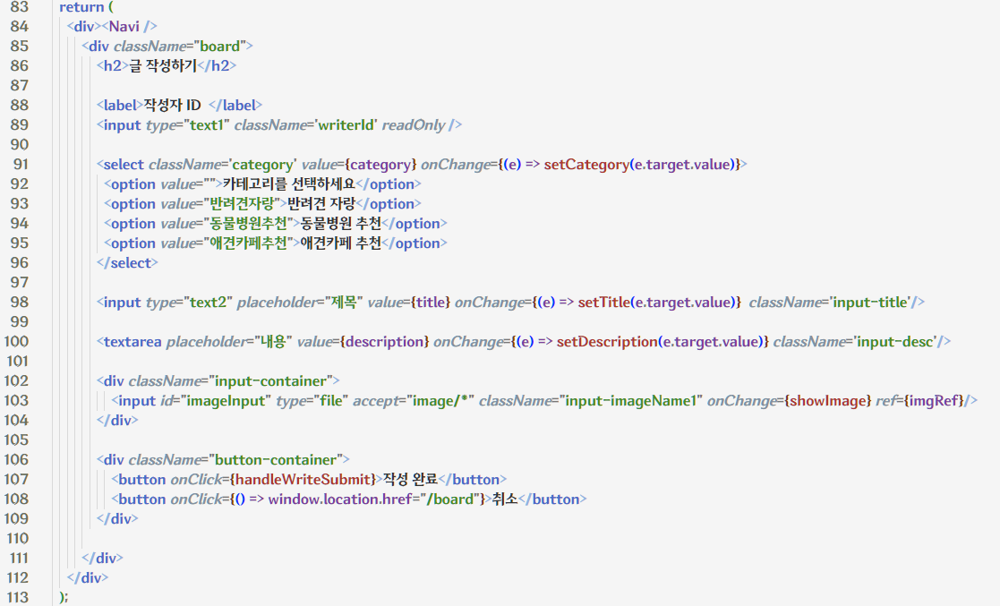 83 return (
84 <div><Navi />
85 <div className="board">
86 <h2>글 작성하기</h2>
87
88 <label>작성자 ID </label>
89 <input type="text1" className='writerId' readOnly />
90
91 <select className='category' value={category} onChange={(e) => setCategory(e.target.value)}>
92 <option value="">카테고리를 선택하세요</option>
93 <option value="반려견자랑">반려견 자랑</option>
94 <option value="동물병원추천">동물병원 추천</option>
95 <option value="애견카페추천">애견카페 추천</option>
96 </select>
97
98 <input type="text2" placeholder="제목" value={title} onChange={(e) => setTitle(e.target.value)} className='input-title'/>
99
100 <textarea placeholder="내용" value={description} onChange={(e) => setDescription(e.target.value)} className='input-desc'/>
101
102 <div className="input-container">
103 <input id="imageInput" type="file" accept="image/*" className="input-imageName1" onChange={showImage} ref={imgRef}/>
104 </div>
105
106 <div className="button-container">
107 <button onClick={handleWriteSubmit}>작성 완료</button>
108 <button onClick={() => window.location.href="/board"}>취소</button>
109 </div>
110
111 </div>
112 </div>
113 );